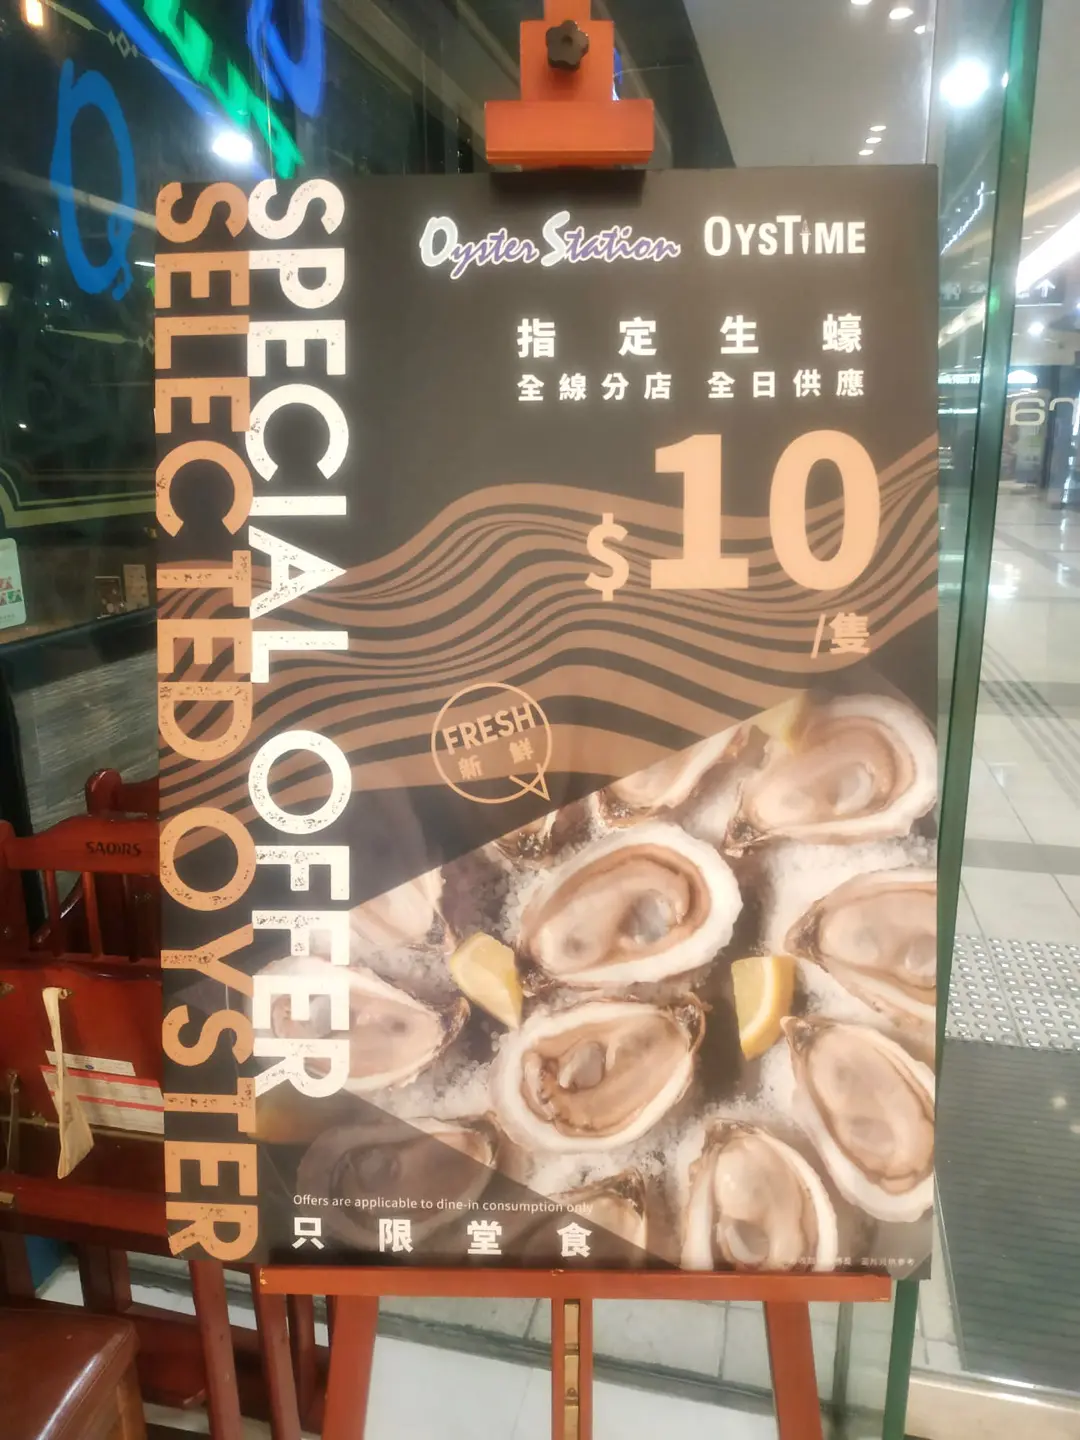 SPECIAL OFFER
SELECTED OYSTER
Oyster Station OYSTIME
指定生蠔
全線分店 全日供應
$10
/隻
FRESH
新鮮
SAOIRS
Offers are applicable to dine-in consumption only
只限堂食